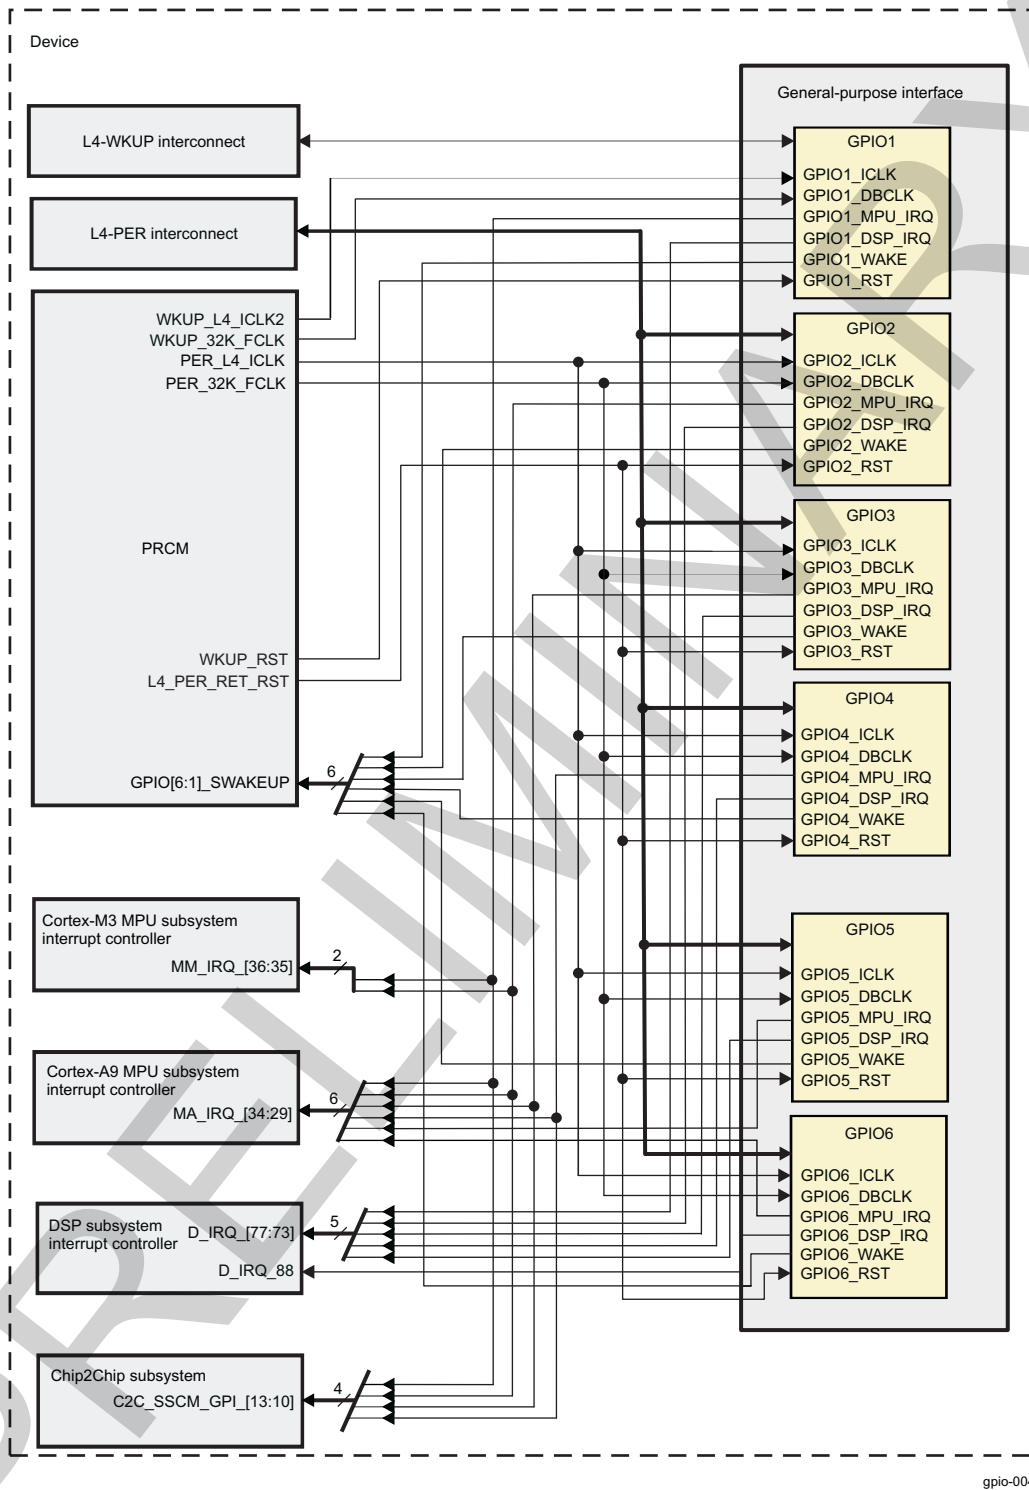 Device
General-purpose interface
L4-WKUP interconnect
L4-PER interconnect
WKUP_L4_ICLK2
WKUP_32K_FCLK
PER_L4_ICLK
PER_32K_FCLK
PRCM
WKUP_RST
L4_PER_RET_RST
GPIO[6:1]_SWAKEUP
6
Cortex-M3 MPU subsystem
interrupt controller
MM_IRQ_[36:35]
2
Cortex-A9 MPU subsystem
interrupt controller
MA_IRQ_[34:29]
6
DSP subsystem
interrupt controller
D_IRQ_[77:73]
5
D_IRQ_88
Chip2Chip subsystem
C2C_SSCM_GPI_[13:10]
4
GPIO1
GPIO1_ICLK
GPIO1_DBCLK
GPIO1_MPU_IRQ
GPIO1_DSP_IRQ
GPIO1_WAKE
GPIO1_RST
GPIO2
GPIO2_ICLK
GPIO2_DBCLK
GPIO2_MPU_IRQ
GPIO2_DSP_IRQ
GPIO2_WAKE
GPIO2_RST
GPIO3
GPIO3_ICLK
GPIO3_DBCLK
GPIO3_MPU_IRQ
GPIO3_DSP_IRQ
GPIO3_WAKE
GPIO3_RST
GPIO4
GPIO4_ICLK
GPIO4_DBCLK
GPIO4_MPU_IRQ
GPIO4_DSP_IRQ
GPIO4_WAKE
GPIO4_RST
GPIO5
GPIO5_ICLK
GPIO5_DBCLK
GPIO5_MPU_IRQ
GPIO5_DSP_IRQ
GPIO5_WAKE
GPIO5_RST
GPIO6
GPIO6_ICLK
GPIO6_DBCLK
GPIO6_MPU_IRQ
GPIO6_DSP_IRQ
GPIO6_WAKE
GPIO6_RST
PRELIMINARY
gpio-004